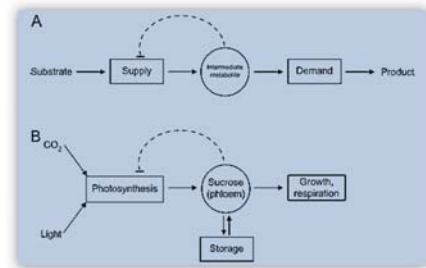 A
Substrate
Supply
Intermediate
metabolite
Demand
Product
B
CO2
Photosynthesis
Sucrose
(phloem)
Growth,
respiration
Light
Storage